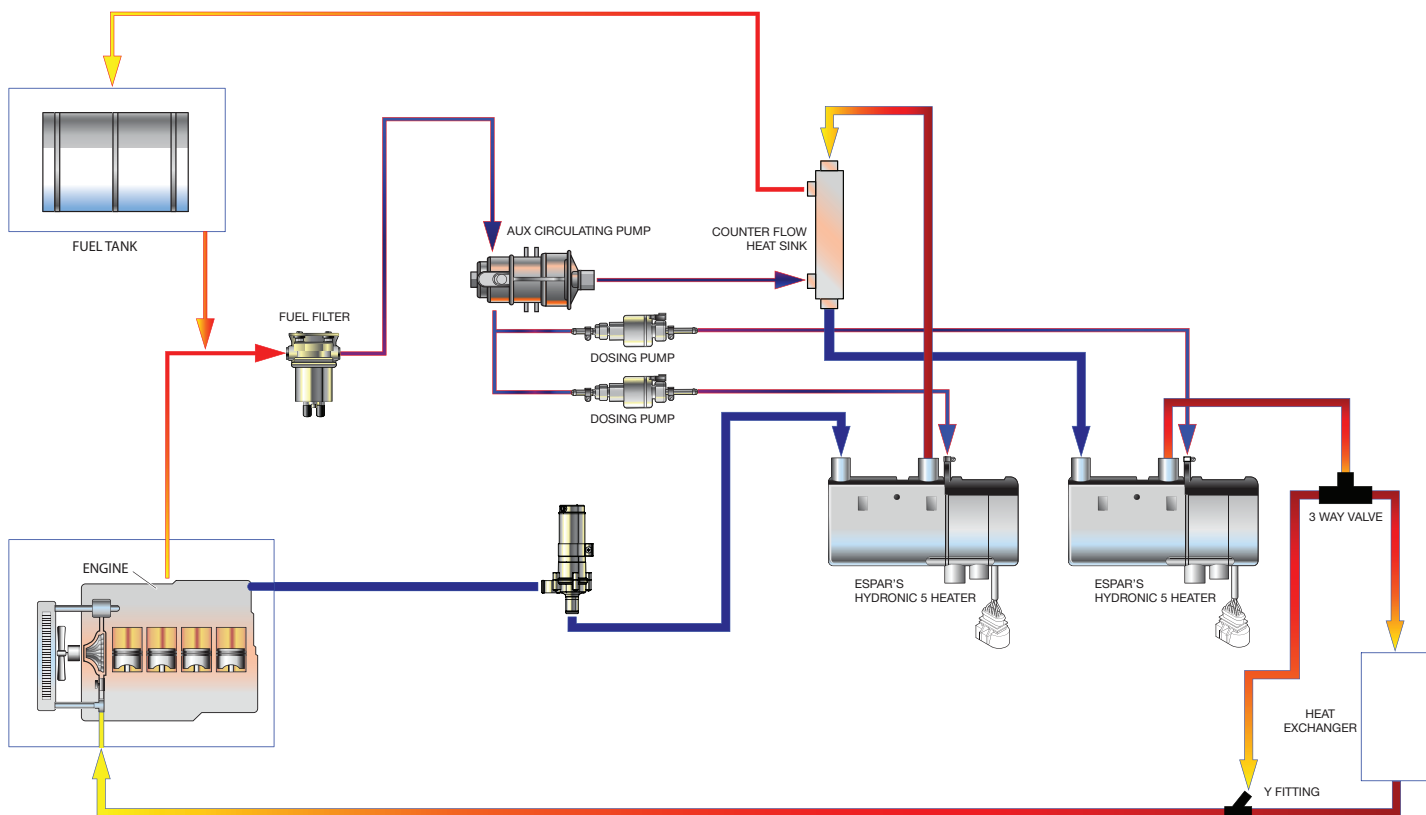 FUEL TANK
AUX CIRCULATING PUMP
COUNTER FLOW
HEAT SINK
FUEL FILTER
DOSING PUMP
DOSING PUMP
3 WAY VALVE
ENGINE
ESPAR'S
HYDRONIC 5 HEATER
ESPAR'S
HYDRONIC 5 HEATER
HEAT
EXCHANGER
Y FITTING